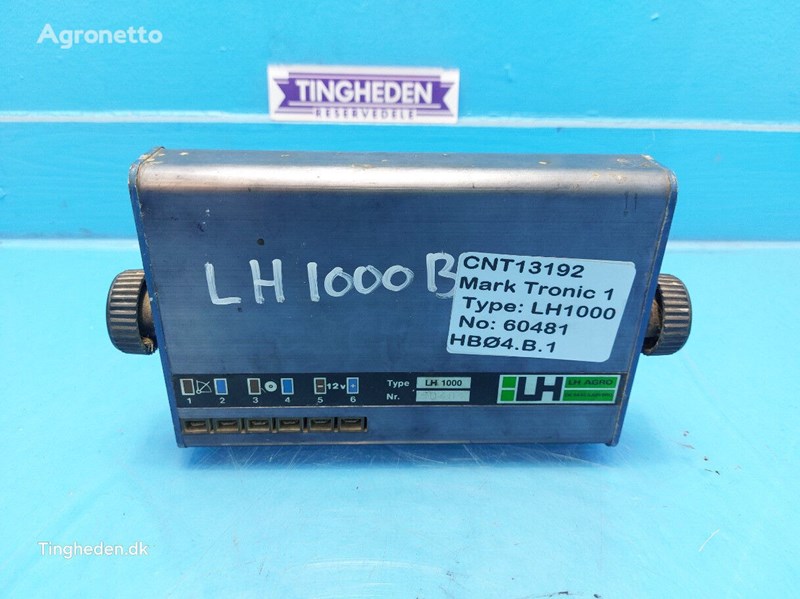 Agronetto
TINGHEDEN
RESERVEDELE
LH 1000 B
CNT13192
Mark Tronic 1
Type: LH1000
No: 60481
HBØ4.B.1
1 2 3 4 5 6
- 12v +
Type LH 1000
Nr.
LH
LH AGRO
Tingheden.dk